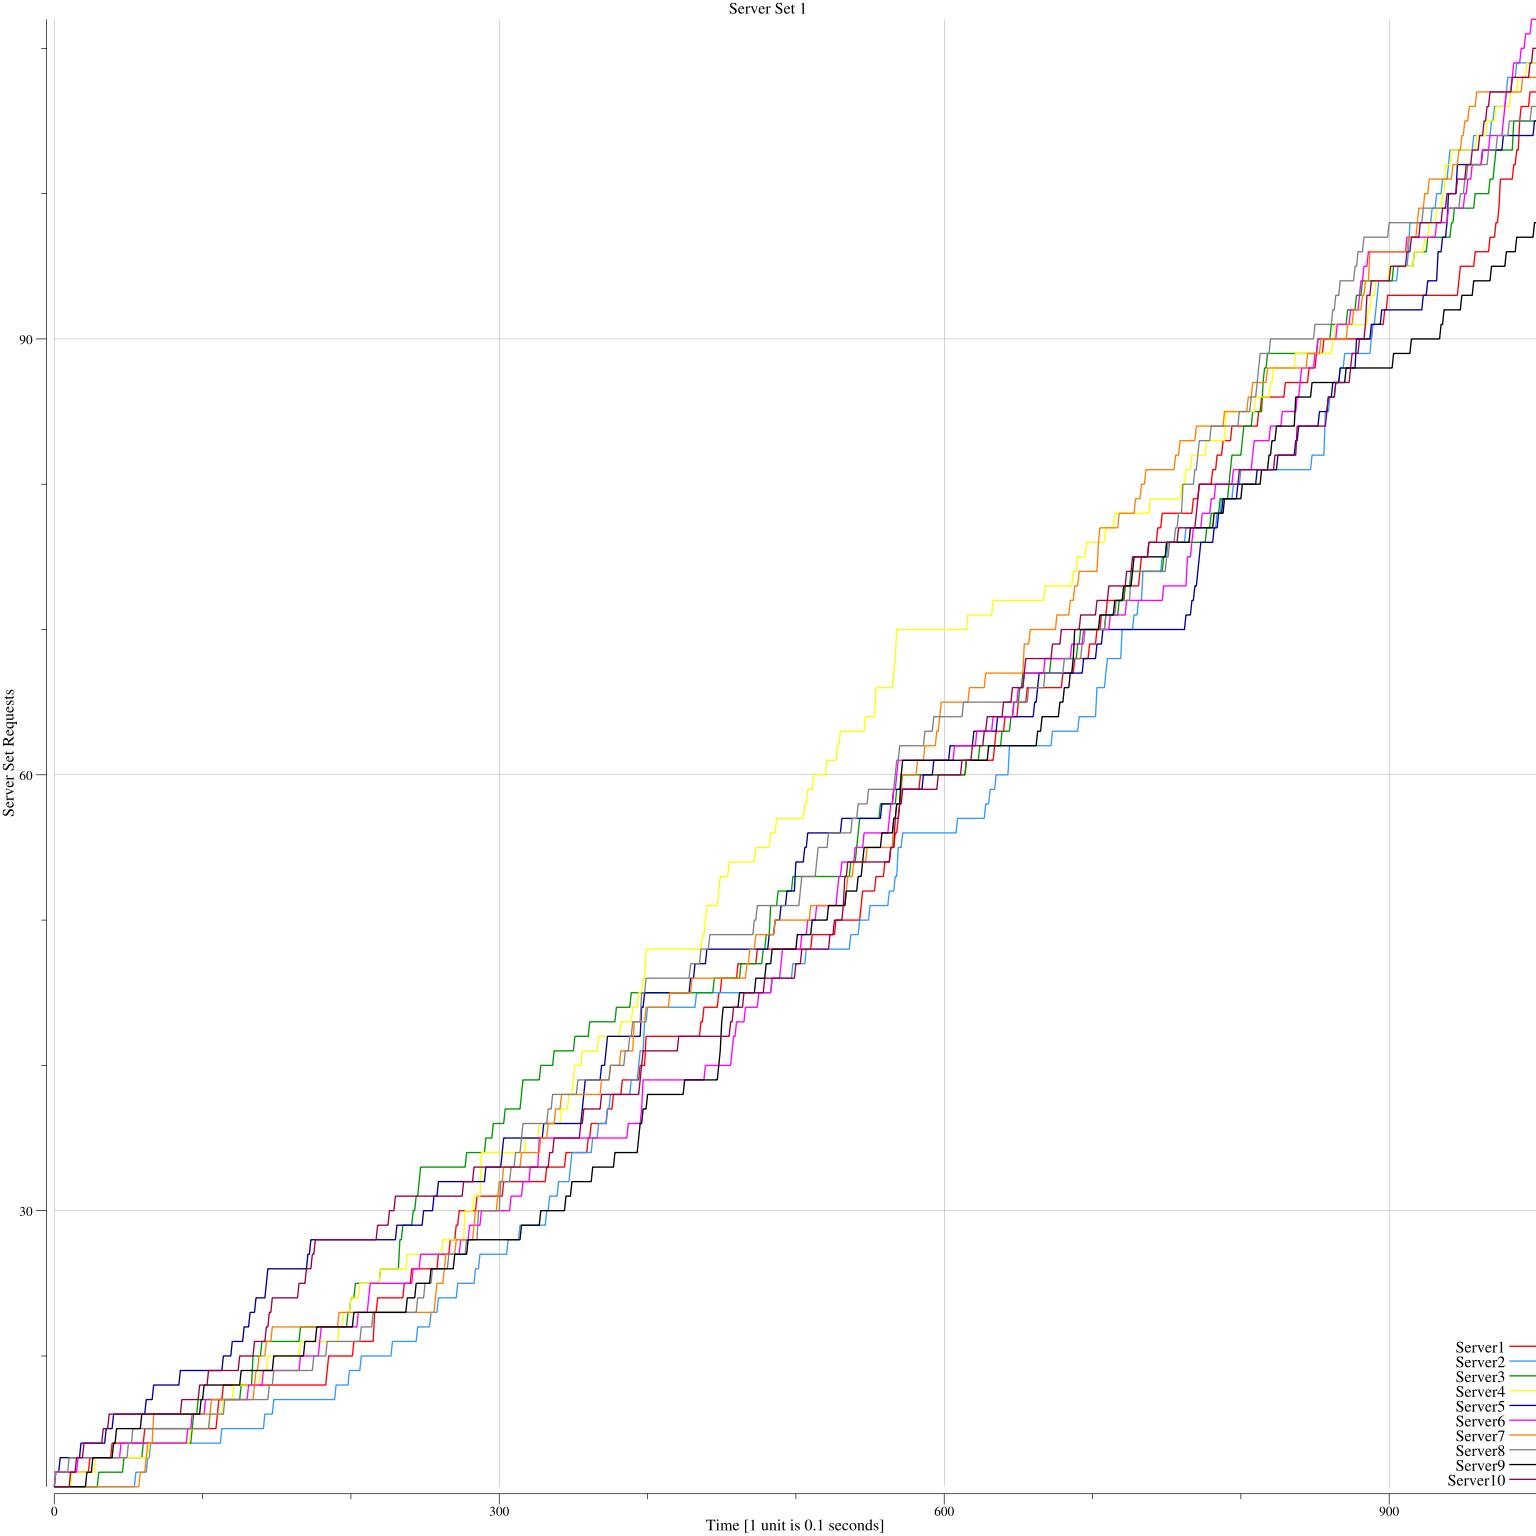 Server Set 1
90
60
30
Server Set Requests
0 300 600 900
Time [1 unit is 0.1 seconds]
Server1
Server2
Server3
Server4
Server5
Server6
Server7
Server8
Server9
Server10